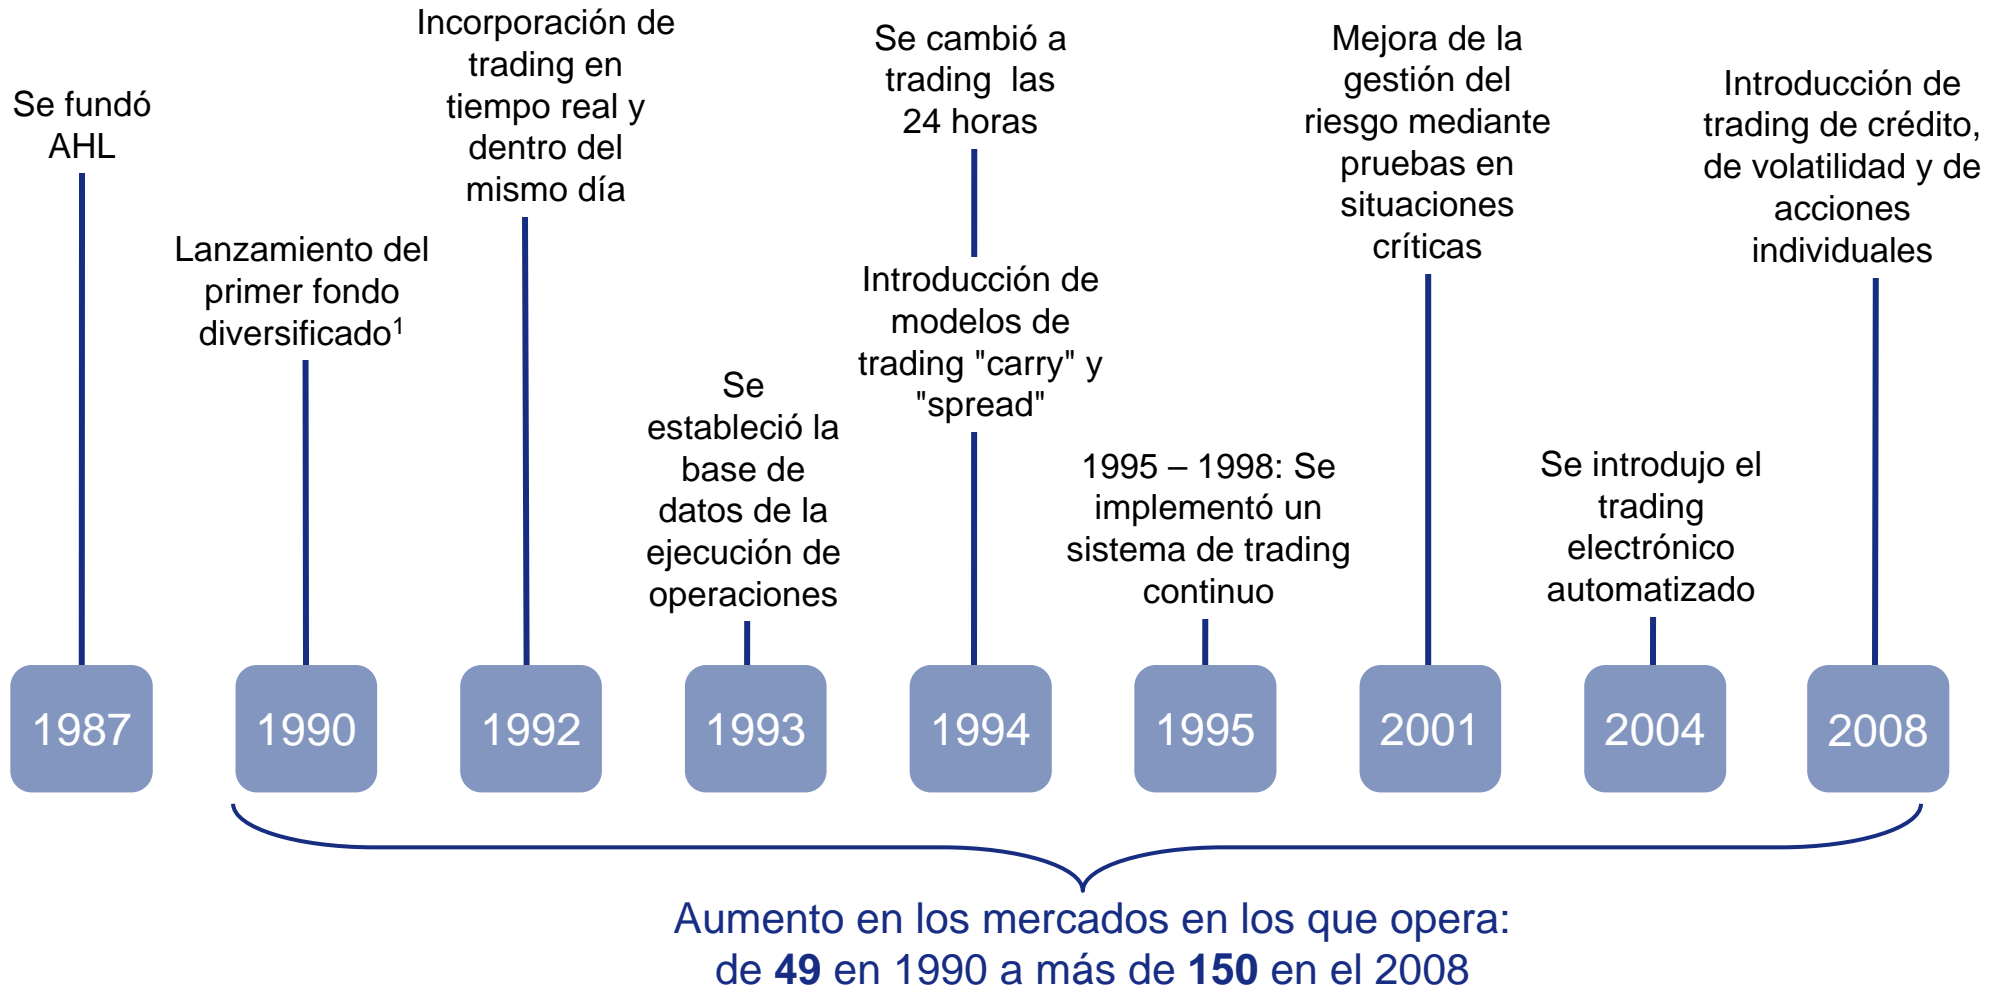 Se fundó
AHL
Lanzamiento del
primer fondo
diversificado¹
Incorporación de
trading en
tiempo real y
dentro del
mismo día
Se
estableció la
base de
datos de la
ejecución de
operaciones
Se cambió a
trading  las
24 horas
Introducción de
modelos de
trading "carry" y
"spread"
1995 – 1998: Se
implementó un
sistema de trading
continuo
Mejora de la
gestión del
riesgo mediante
pruebas en
situaciones
críticas
Se introdujo el
trading
electrónico
automatizado
Introducción de
trading de crédito,
de volatilidad y de
acciones
individuales
1987
1990
1992
1993
1994
1995
2001
2004
2008
Aumento en los mercados en los que opera:
de 49 en 1990 a más de 150 en el 2008